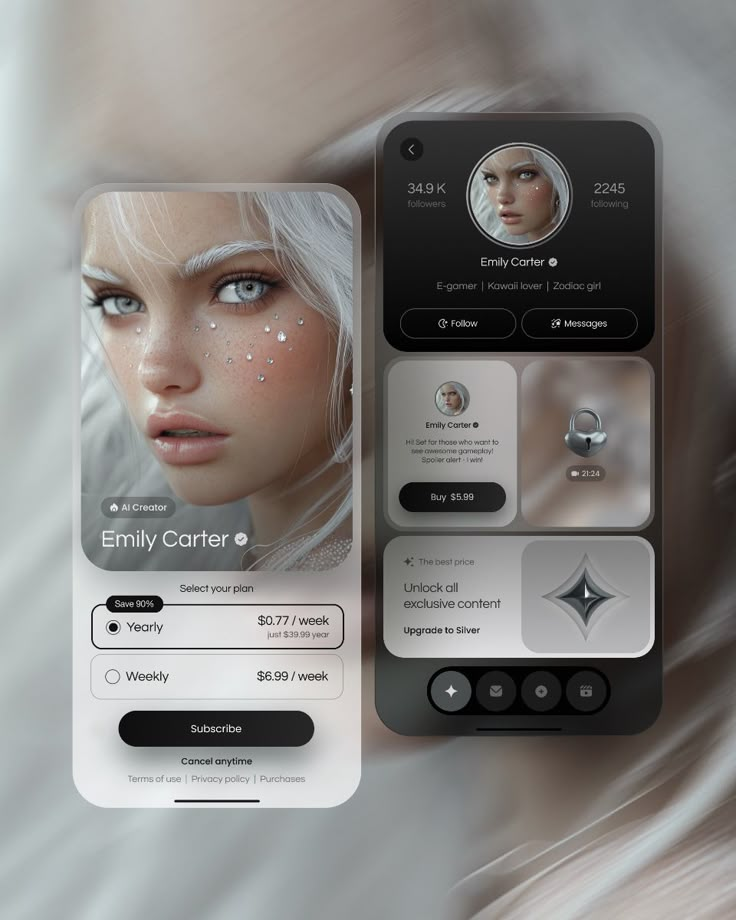 AI Creator
Emily Carter
Select your plan
Save 90%
Yearly
$0.77 / week
just $39.99 year
Weekly
$6.99 / week
Subscribe
Cancel anytime
Terms of use | Privacy policy | Purchases
34.9 K
followers
2245
following
Emily Carter
E-gamer | Kawaii lover | Zodiac girl
Follow
Messages
Emily Carter
Hi! Set for those who want to
see awesome gameplay!
Spoiler alert - I win!
Buy $5.99
21:24
The best price
Unlock all
exclusive content
Upgrade to Silver